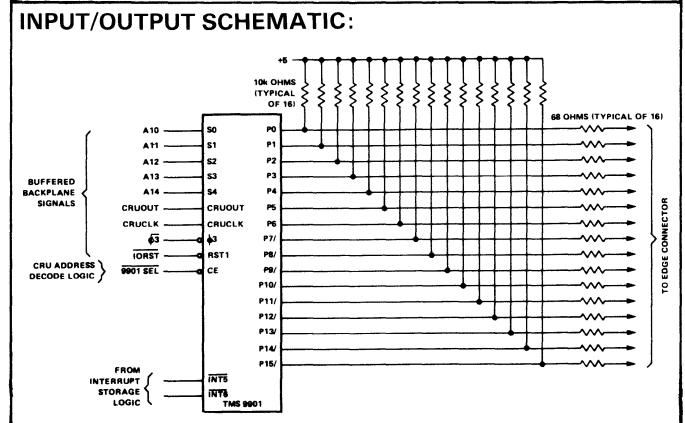 INPUT/OUTPUT SCHEMATIC:
+5
10k OHMS
(TYPICAL
OF 16)
68 OHMS (TYPICAL OF 16)
BUFFERED
BACKPLANE
SIGNALS
A10
A11
A12
A13
A14
CRUOUT
CRUCLK
ϕ3
IORST
CRU ADDRESS
DECODE LOGIC
9901 SEL
S0
S1
S2
S3
S4
CRUOUT
CRUCLK
ϕ3
RST1
CE
P0
P1
P2
P3
P4
P5
P6
P7/
P8/
P9/
P10/
P11/
P12/
P13/
P14/
P15/
TO EDGE CONNECTOR
FROM
INTERRUPT
STORAGE
LOGIC
INT5
INT6
TMS 9901